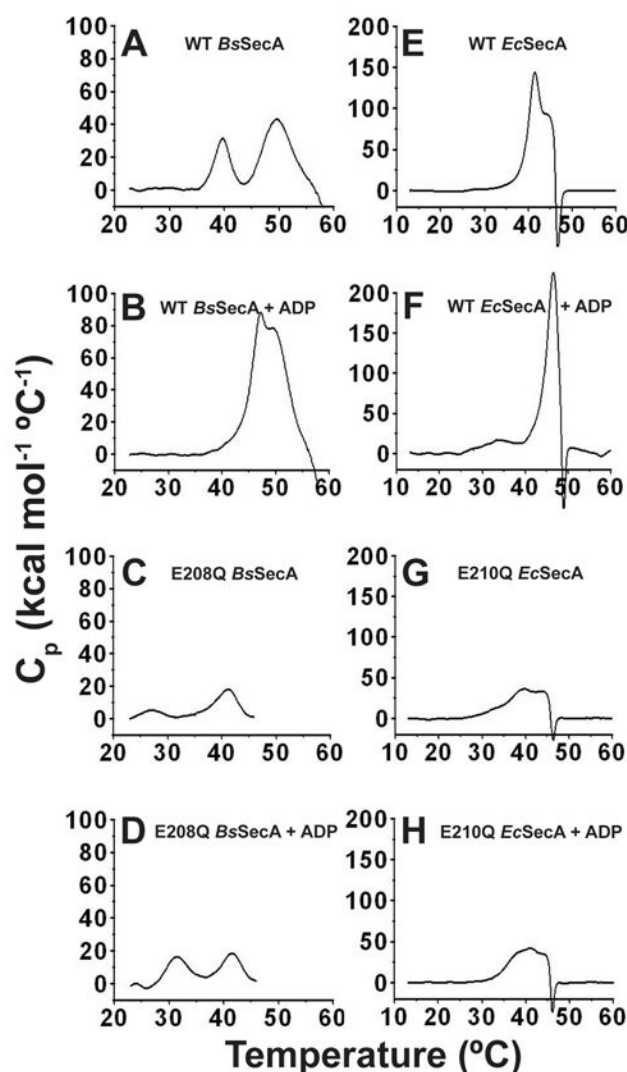 A WT BsSecA
100
80
60
40
20
0
20 30 40 50 60
E WT EcSecA
200
150
100
50
0
10 20 30 40 50 60
B WT BsSecA + ADP
100
80
60
40
20
0
20 30 40 50 60
F WT EcSecA + ADP
200
150
100
50
0
10 20 30 40 50 60
C E208Q BsSecA
100
80
60
40
20
0
20 30 40 50 60
G E210Q EcSecA
200
150
100
50
0
10 20 30 40 50 60
D E208Q BsSecA + ADP
100
80
60
40
20
0
20 30 40 50 60
H E210Q EcSecA + ADP
200
150
100
50
0
10 20 30 40 50 60
Cp (kcal mol⁻¹ ºC⁻¹)
Temperature (ºC)